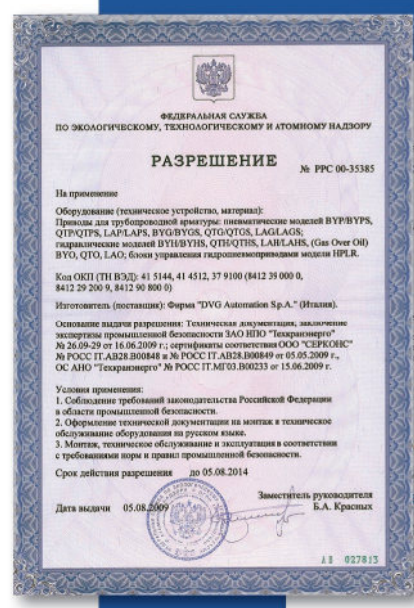 ФЕДЕРАЛЬНАЯ СЛУЖБА
ПО ЭКОЛОГИЧЕСКОМУ, ТЕХНОЛОГИЧЕСКОМУ И АТОМНОМУ НАДЗОРУ
РАЗРЕШЕНИЕ
№ РРС 00-35385
На применение
Оборудование (техническое устройство, материал):
Приводы для трубопроводной арматуры: пневматические моделей BYP/BYPS,
QTP/QTPS, LAP/LAPS, BYG/BYGS, QTG/QTGS, LAG/LAGS;
гидравлические моделей BYH/BYHS, QTH/QTHS, LAH/LAHS, (Gas Over Oil)
BYO, QTO, LAO; блоки управления гидропневмоприводами модели HPLR.
Код ОКП (ТН ВЭД): 41 5144, 41 4512, 37 9100 (8412 39 000 0,
8412 29 200 9, 8412 90 800 0)
Изготовитель (поставщик): Фирма "DVG Automation S.p.A." (Италия).
Основание выдачи разрешения: Техническая документация, заключение
экспертизы промышленной безопасности ЗАО НПО "Техкранэнерго"
№ 26.09-29 от 16.06.2009 г.; сертификаты соответствия ООО "СЕРКОНС"
№ РОСС IT.АВ28.В00848 и № РОСС IT.АВ28.В00849 от 05.05.2009 г.,
ОС АНО "Техкранэнерго" № РОСС IT.МГ03.В00233 от 15.06.2009 г.
Условия применения:
1. Соблюдение требований законодательства Российской Федерации
в области промышленной безопасности.
2. Оформление технической документации на монтаж и техническое
обслуживание оборудования на русском языке.
3. Монтаж, техническое обслуживание и эксплуатация в соответствии
с требованиями норм и правил промышленной безопасности.
Срок действия разрешения до 05.08.2014
Заместитель руководителя
Дата выдачи 05.08.2009 Б.А. Красных
АВ 027813